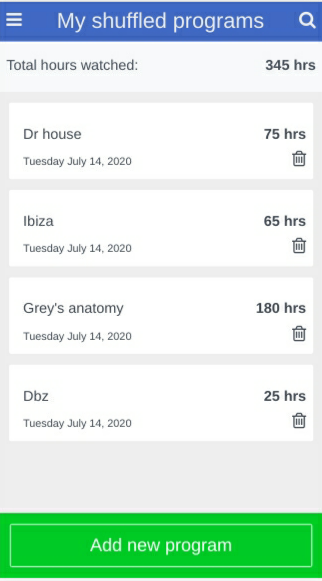 My shuffled programs
Total hours watched: 345 hrs
Dr house 75 hrs
Tuesday July 14, 2020
Ibiza 65 hrs
Tuesday July 14, 2020
Grey's anatomy 180 hrs
Tuesday July 14, 2020
Dbz 25 hrs
Tuesday July 14, 2020
Add new program